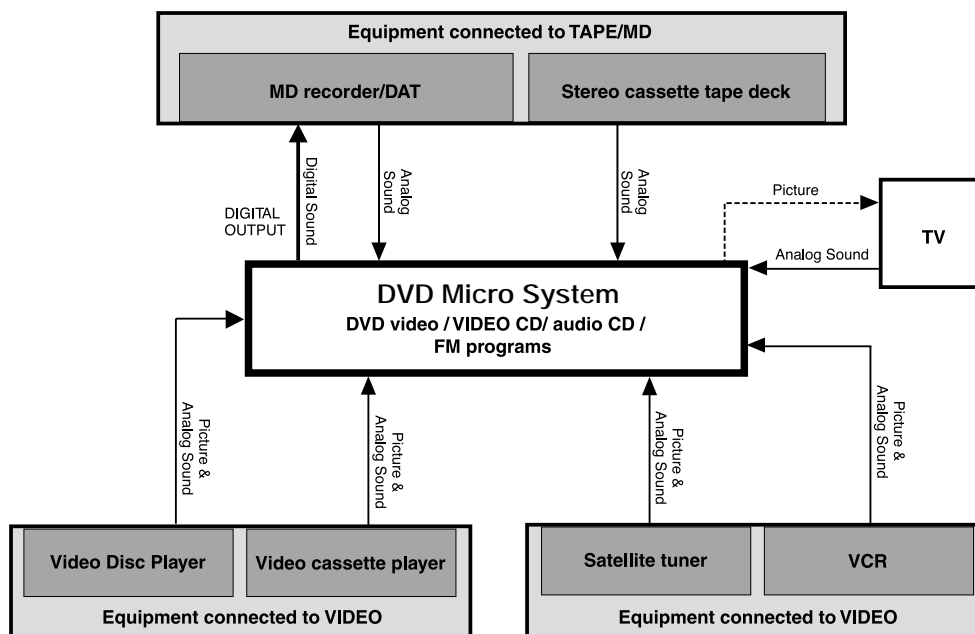 Equipment connected to TAPE/MD
MD recorder/DAT
Stereo cassette tape deck
Digital Sound
Analog
Sound
Analog
Sound
DIGITAL
OUTPUT
Picture
TV
Analog Sound
DVD Micro System
DVD video / VIDEO CD/ audio CD /
FM programs
Picture &
Analog Sound
Picture &
Analog Sound
Picture &
Analog Sound
Picture &
Analog Sound
Video Disc Player
Video cassette player
Equipment connected to VIDEO
Satellite tuner
VCR
Equipment connected to VIDEO